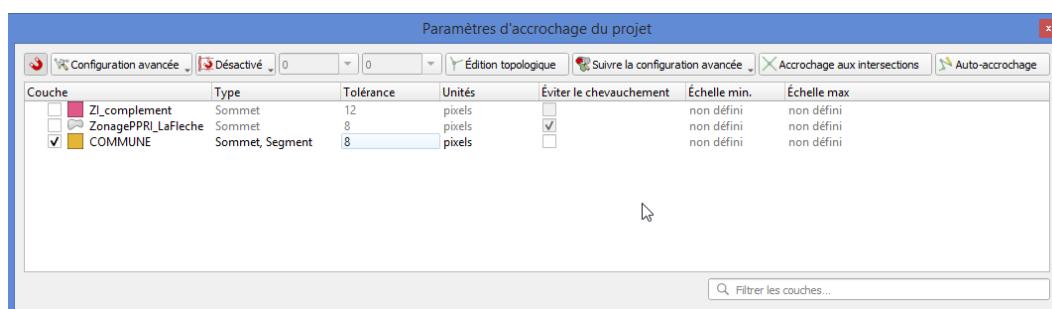 Paramètres d'accrochage du projet
x
Configuration avancée Désactivé 0 0 Édition topologique Suivre la configuration avancée Accrochage aux intersections Auto-accrochage
Couche Type Tolérance Unités Éviter le chevauchement Échelle min. Échelle max
ZI_complement Sommet 12 pixels non défini non défini
ZonagePPRI_LaFleche Sommet 8 pixels non défini non défini
COMMUNE Sommet, Segment 8 pixels non défini non défini
Filtrer les couches...